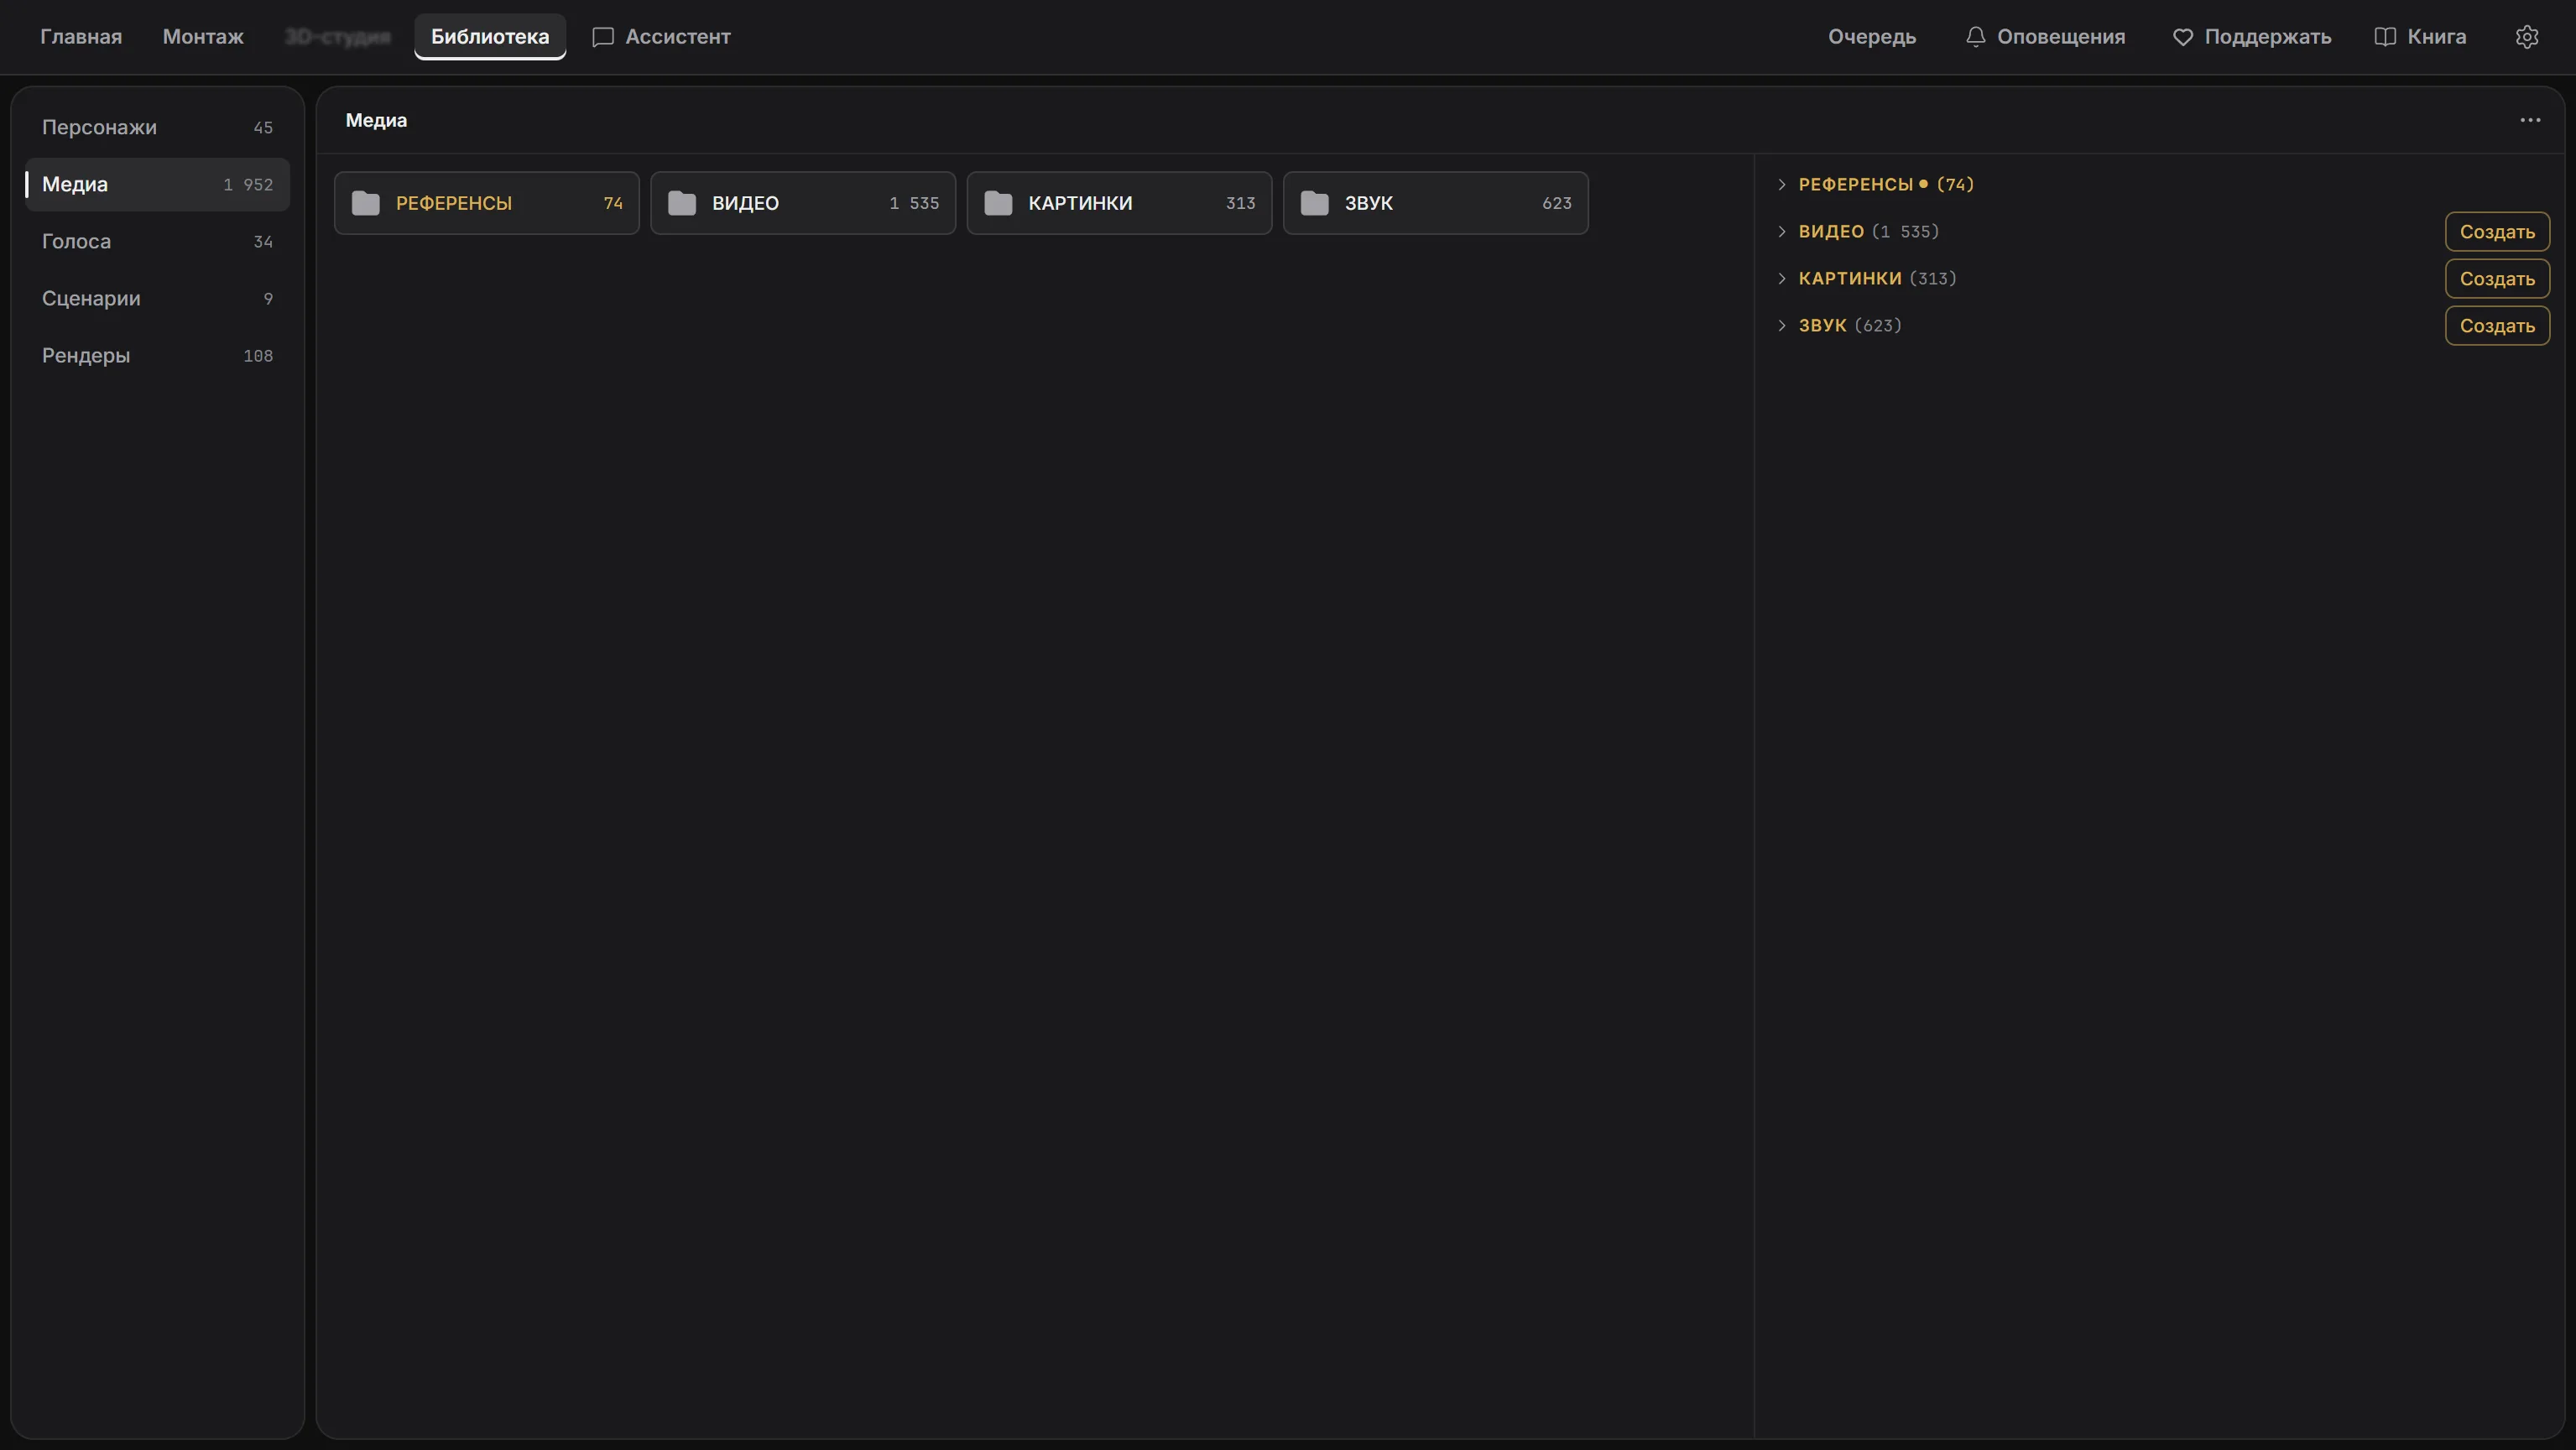 Главная Монтаж 3D-студия Библиотека Ассистент Очередь Оповещения Поддержать Книга
Персонажи 45
Медиа 1 952
Голоса 34
Сценарии 9
Рендеры 108
Медиа
РЕФЕРЕНСЫ 74 ВИДЕО 1 535 КАРТИНКИ 313 ЗВУК 623
РЕФЕРЕНСЫ • (74)
ВИДЕО (1 535) Создать
КАРТИНКИ (313) Создать
ЗВУК (623) Создать